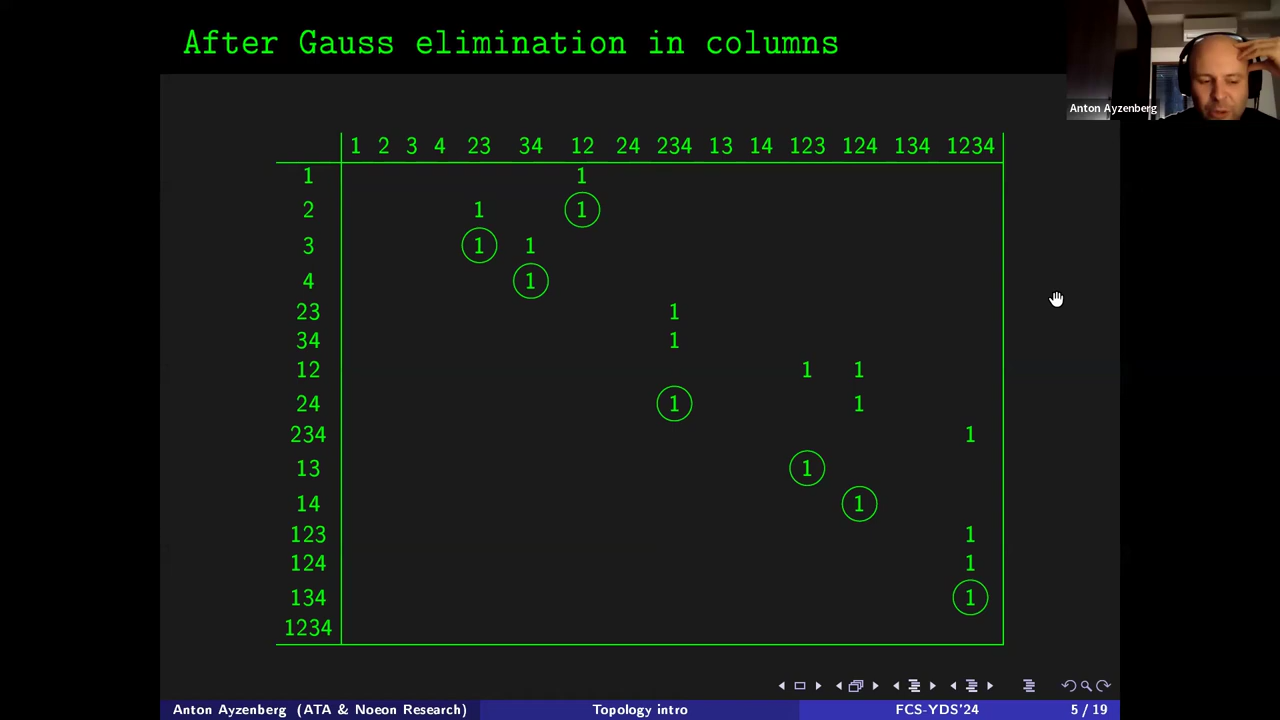 After Gauss elimination in columns
Anton Ayzenberg
1 2 3 4 23 34 12 24 234 13 14 123 124 134 1234
1 1
2 1 1
3 1 1
4 1
23 1
34 1
12 1 1
24 1 1
234 1
13 1
14 1
123 1
124 1
134 1
1234
Anton Ayzenberg (ATA & Noeon Research) Topology intro FCS-YDS'24 5 / 19